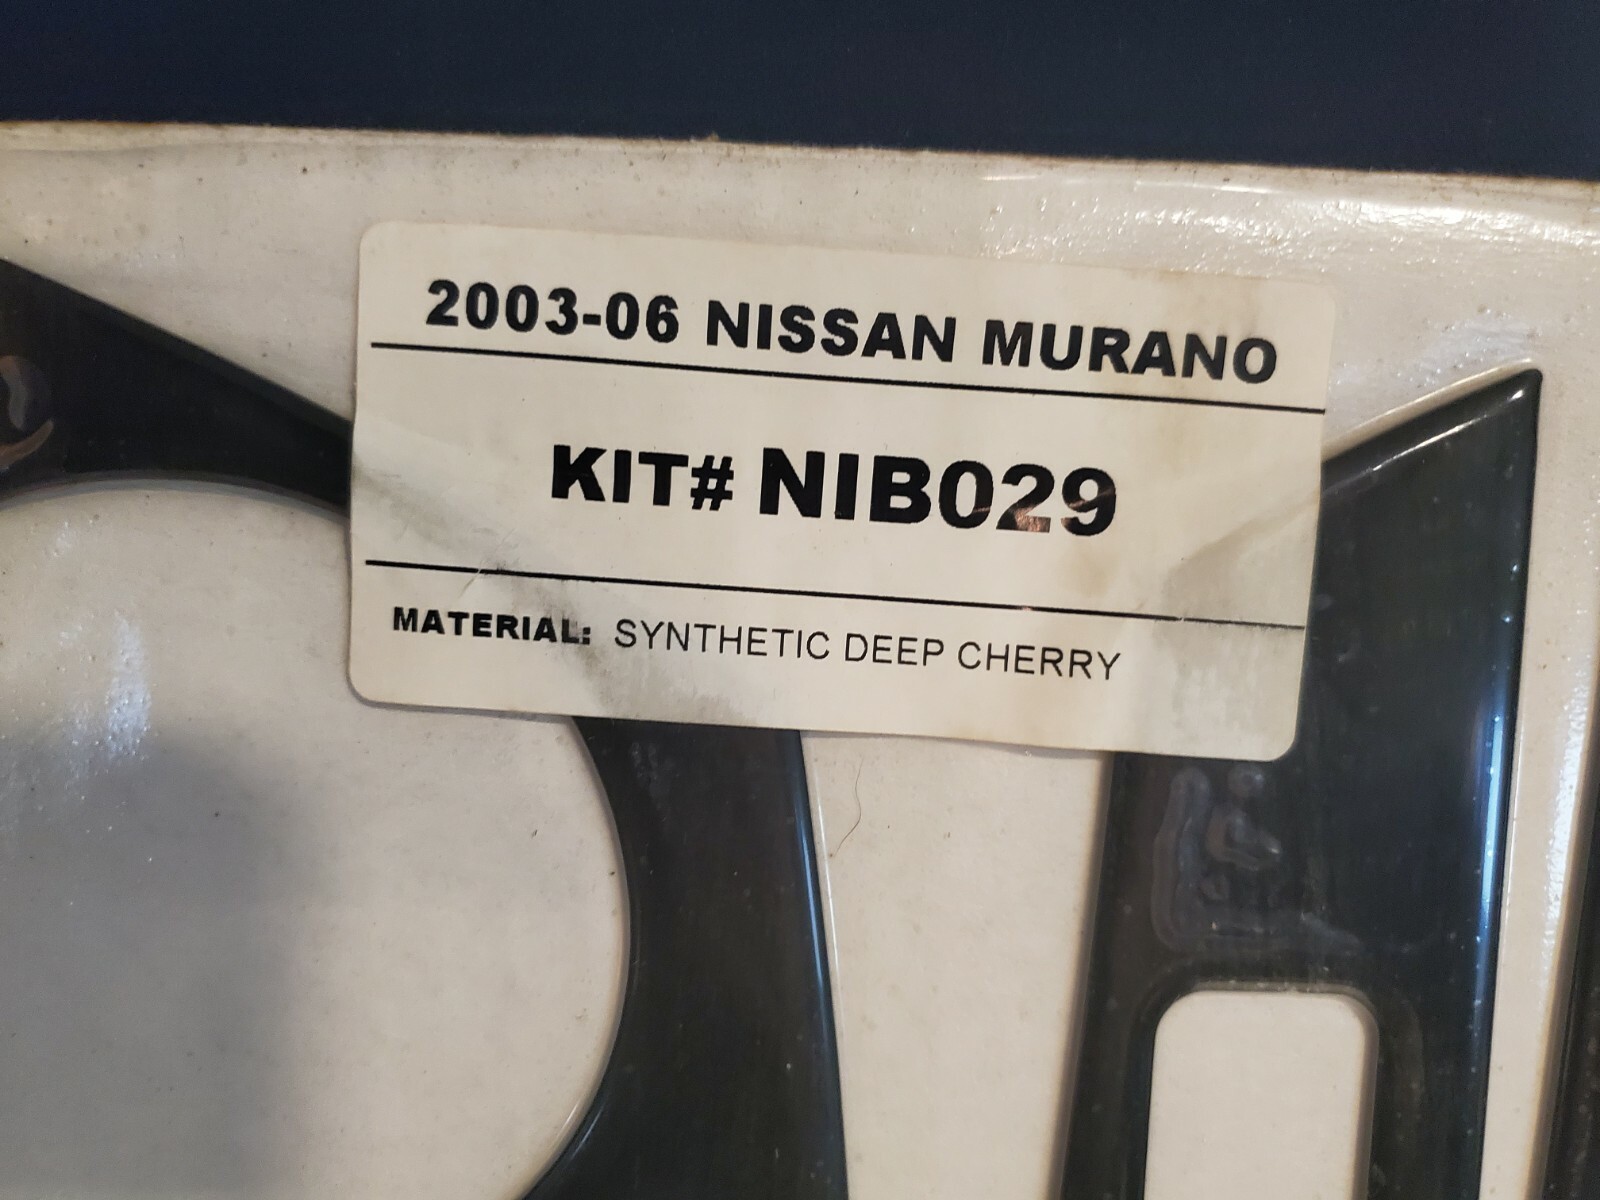 2003-06 NISSAN MURANO
KIT# NIB029
MATERIAL: SYNTHETIC DEEP CHERRY